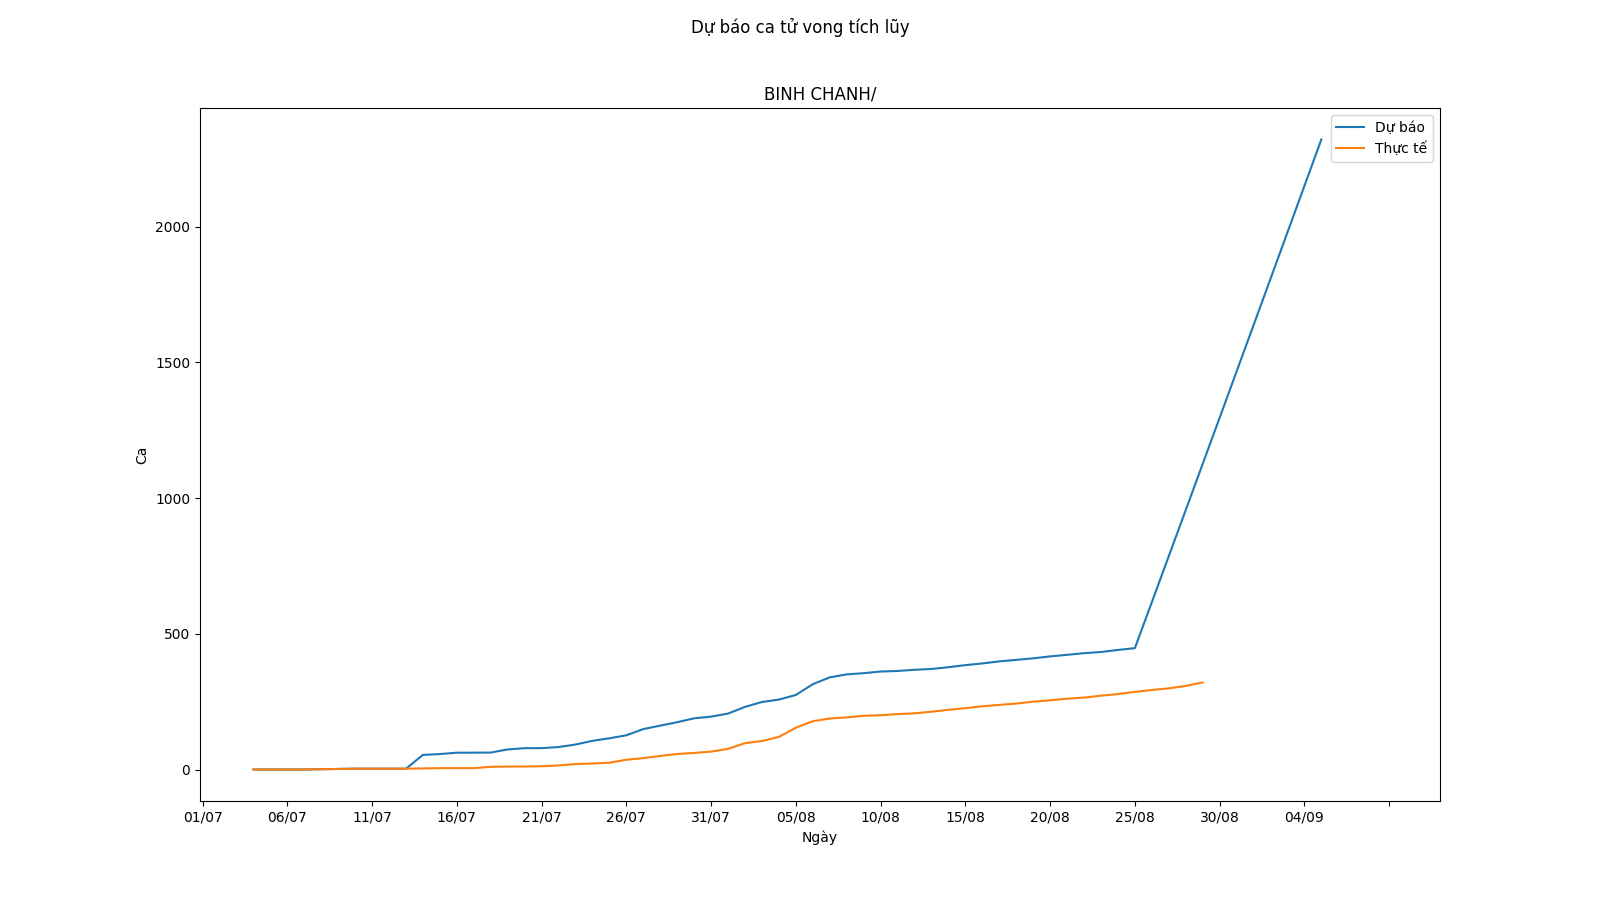 Dự báo ca tử vong tích lũy
BINH CHANH/
Dự báo
Thực tế
2000
1500
1000
500
0
Ca
01/07 06/07 11/07 16/07 21/07 26/07 31/07 05/08 10/08 15/08 20/08 25/08 30/08 04/09
Ngày